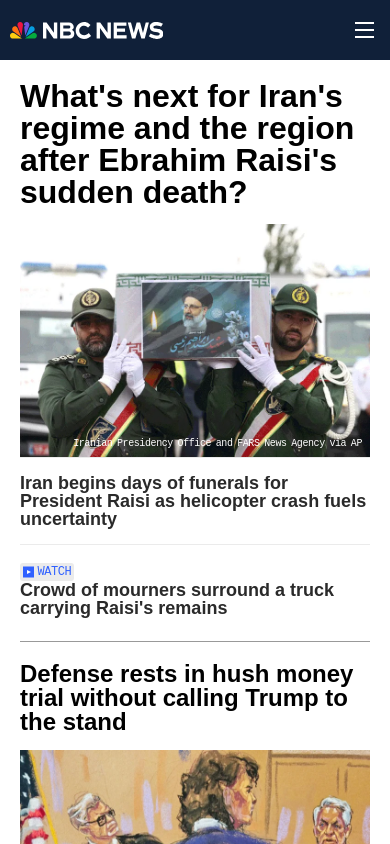 NBC NEWS
What's next for Iran's
regime and the region
after Ebrahim Raisi's
sudden death?
Iranian Presidency Office and FARS News Agency via AP
Iran begins days of funerals for
President Raisi as helicopter crash fuels
uncertainty
WATCH
Crowd of mourners surround a truck
carrying Raisi's remains
Defense rests in hush money
trial without calling Trump to
the stand